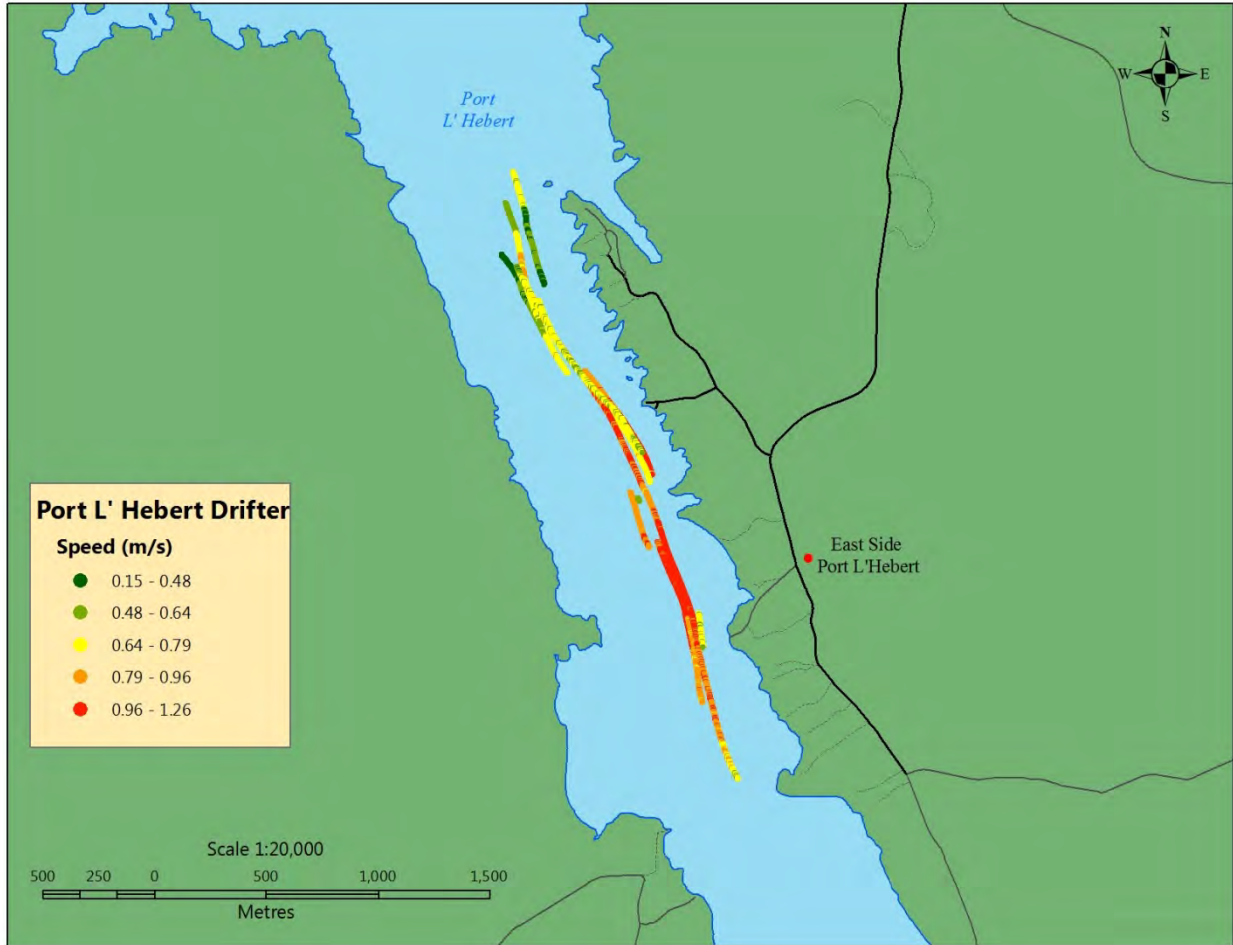 N
W E
S
Port
L' Hebert
Port L' Hebert Drifter
Speed (m/s)
0.15 - 0.48
0.48 - 0.64
0.64 - 0.79
0.79 - 0.96
0.96 - 1.26
East Side
Port L'Hebert
Scale 1:20,000
500 250 0 500 1,000 1,500
Metres